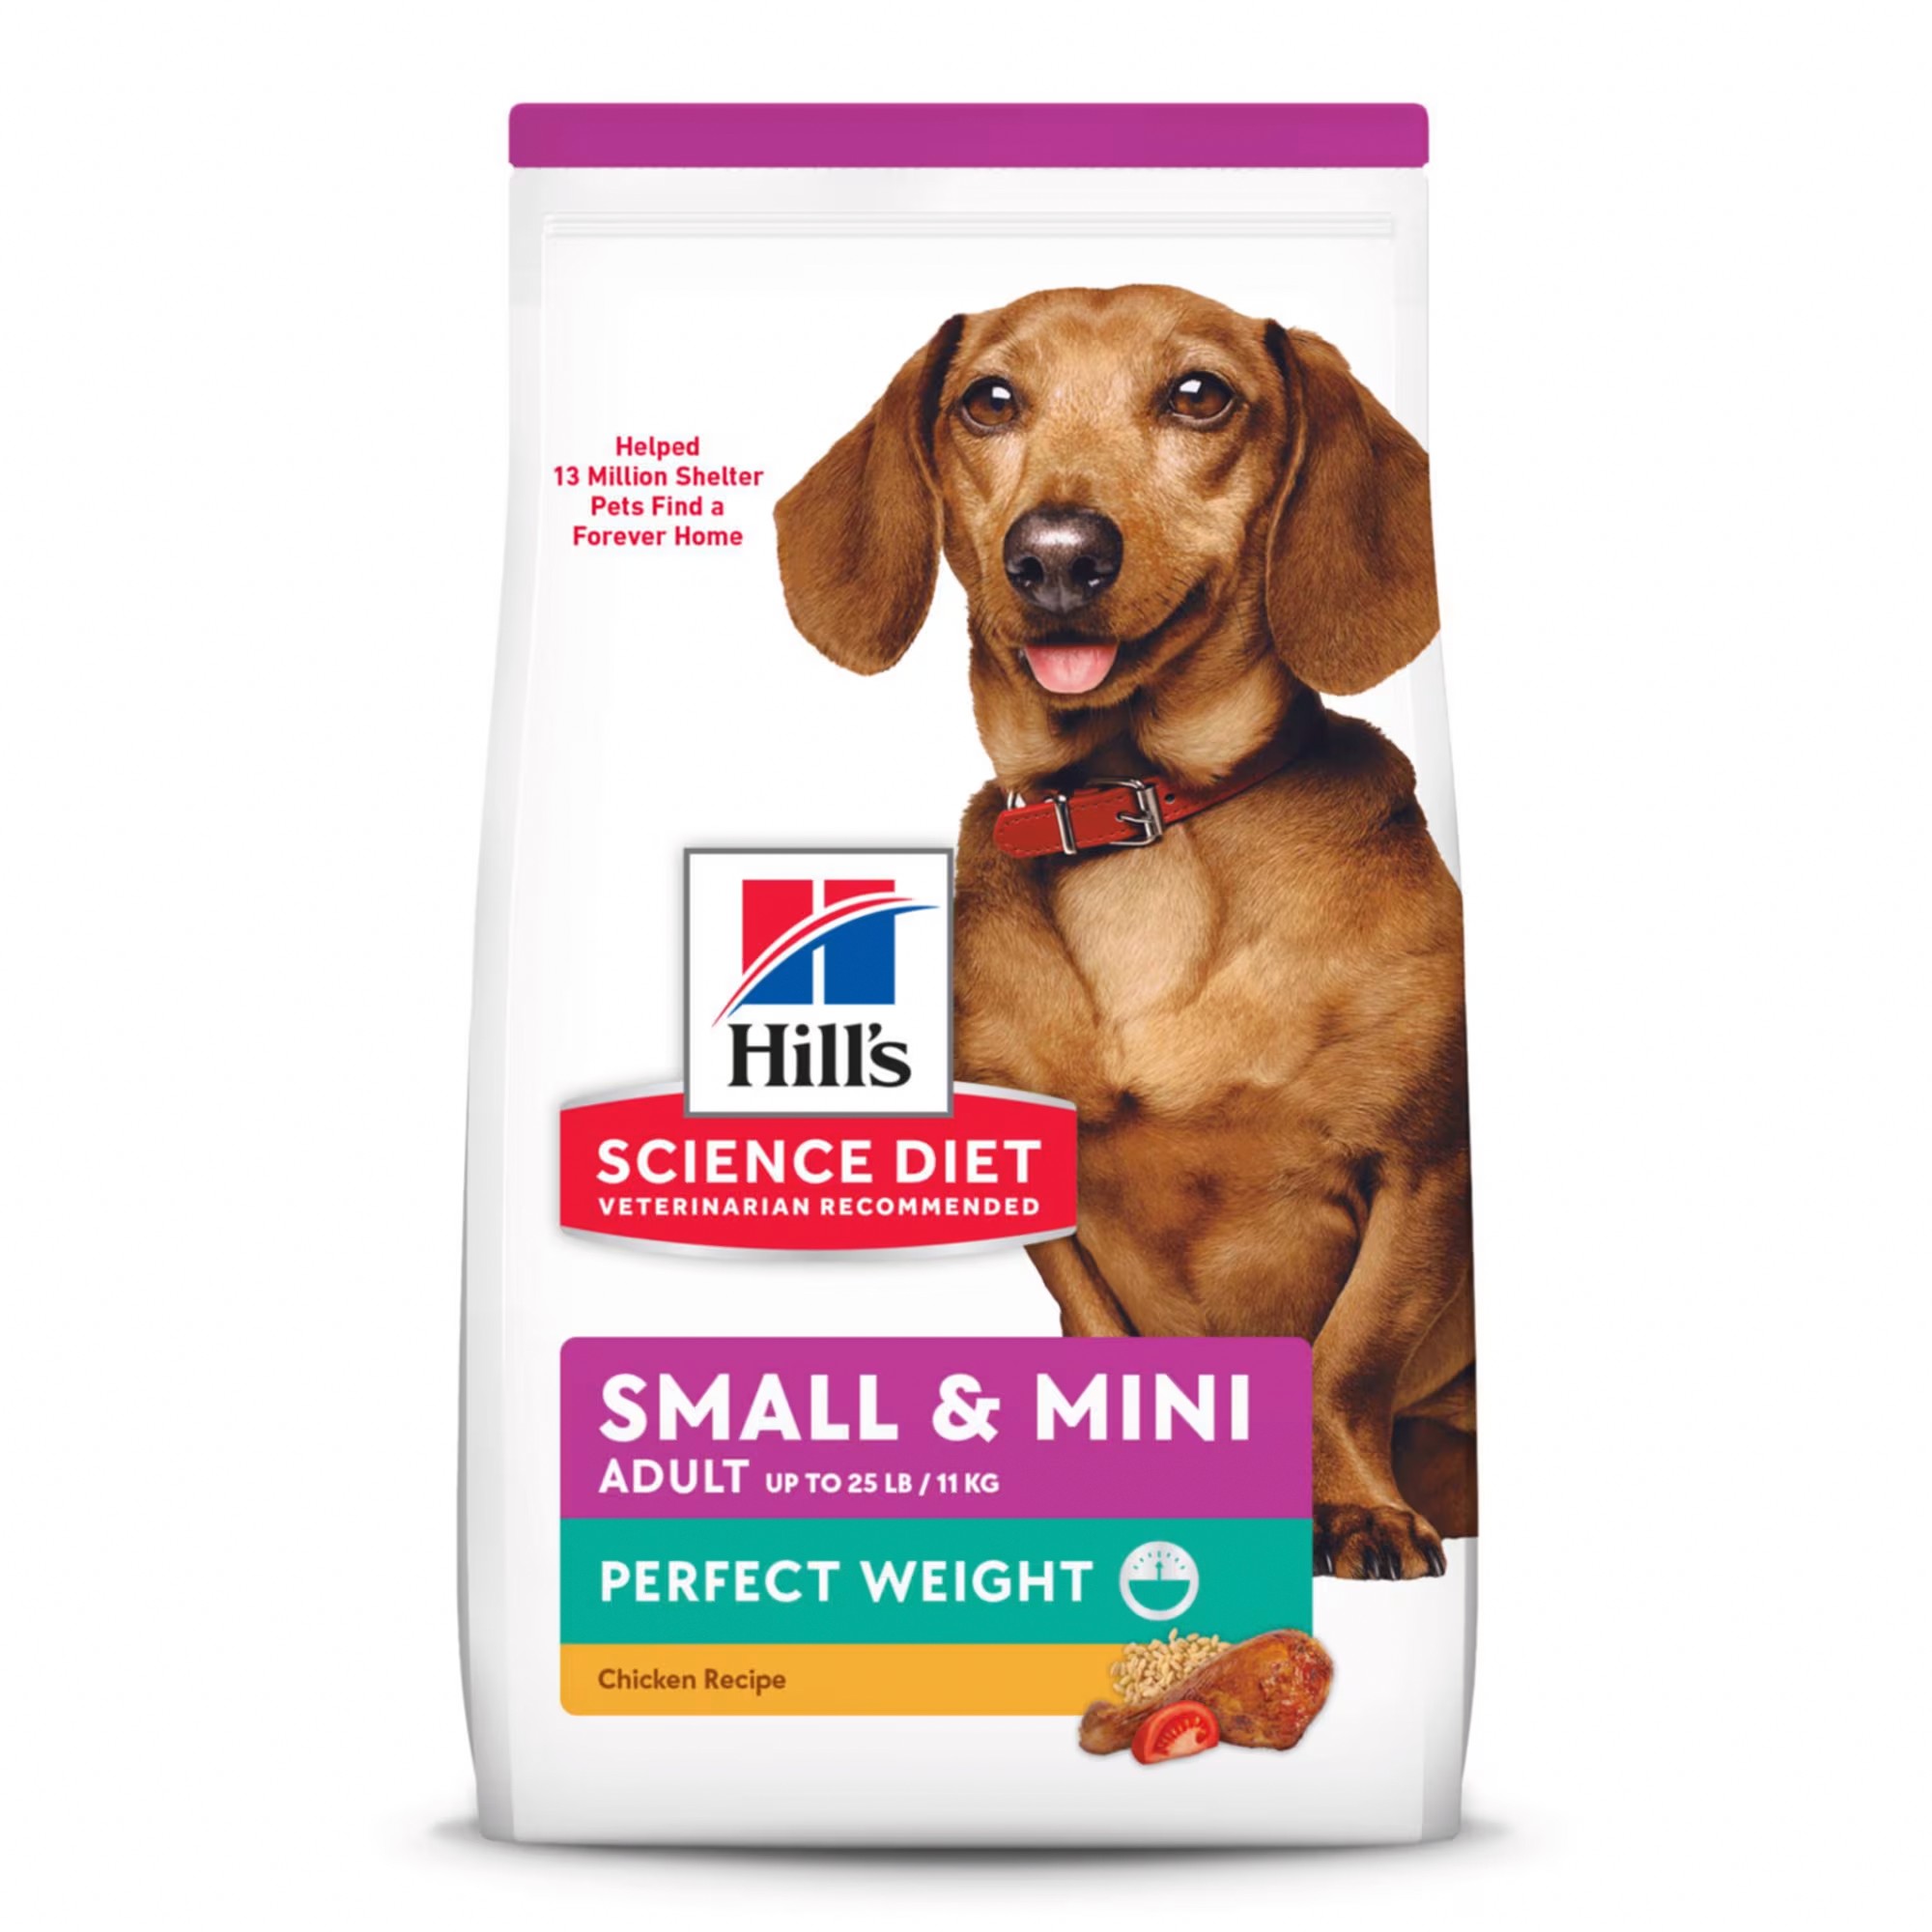 Helped
13 Million Shelter
Pets Find a
Forever Home
Hill's
SCIENCE DIET
VETERINARIAN RECOMMENDED
SMALL & MINI
ADULT UP TO 25 LB / 11 KG
PERFECT WEIGHT
Chicken Recipe